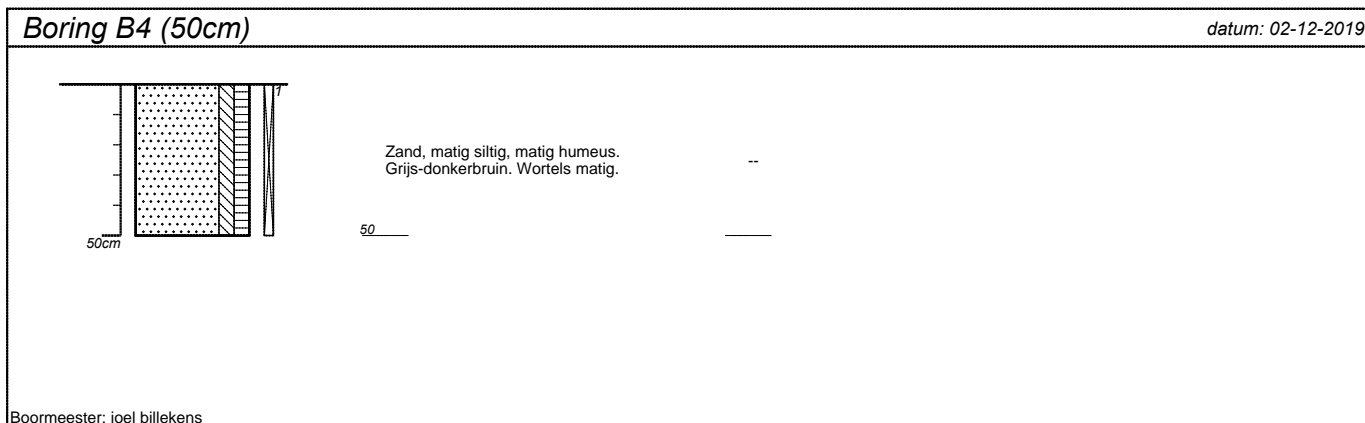 Boring B4 (50cm)
datum: 02-12-2019
1
Zand, matig siltig, matig humeus.
Grijs-donkerbruin. Wortels matig.
--
50
50cm
Boormeester: joel billekens